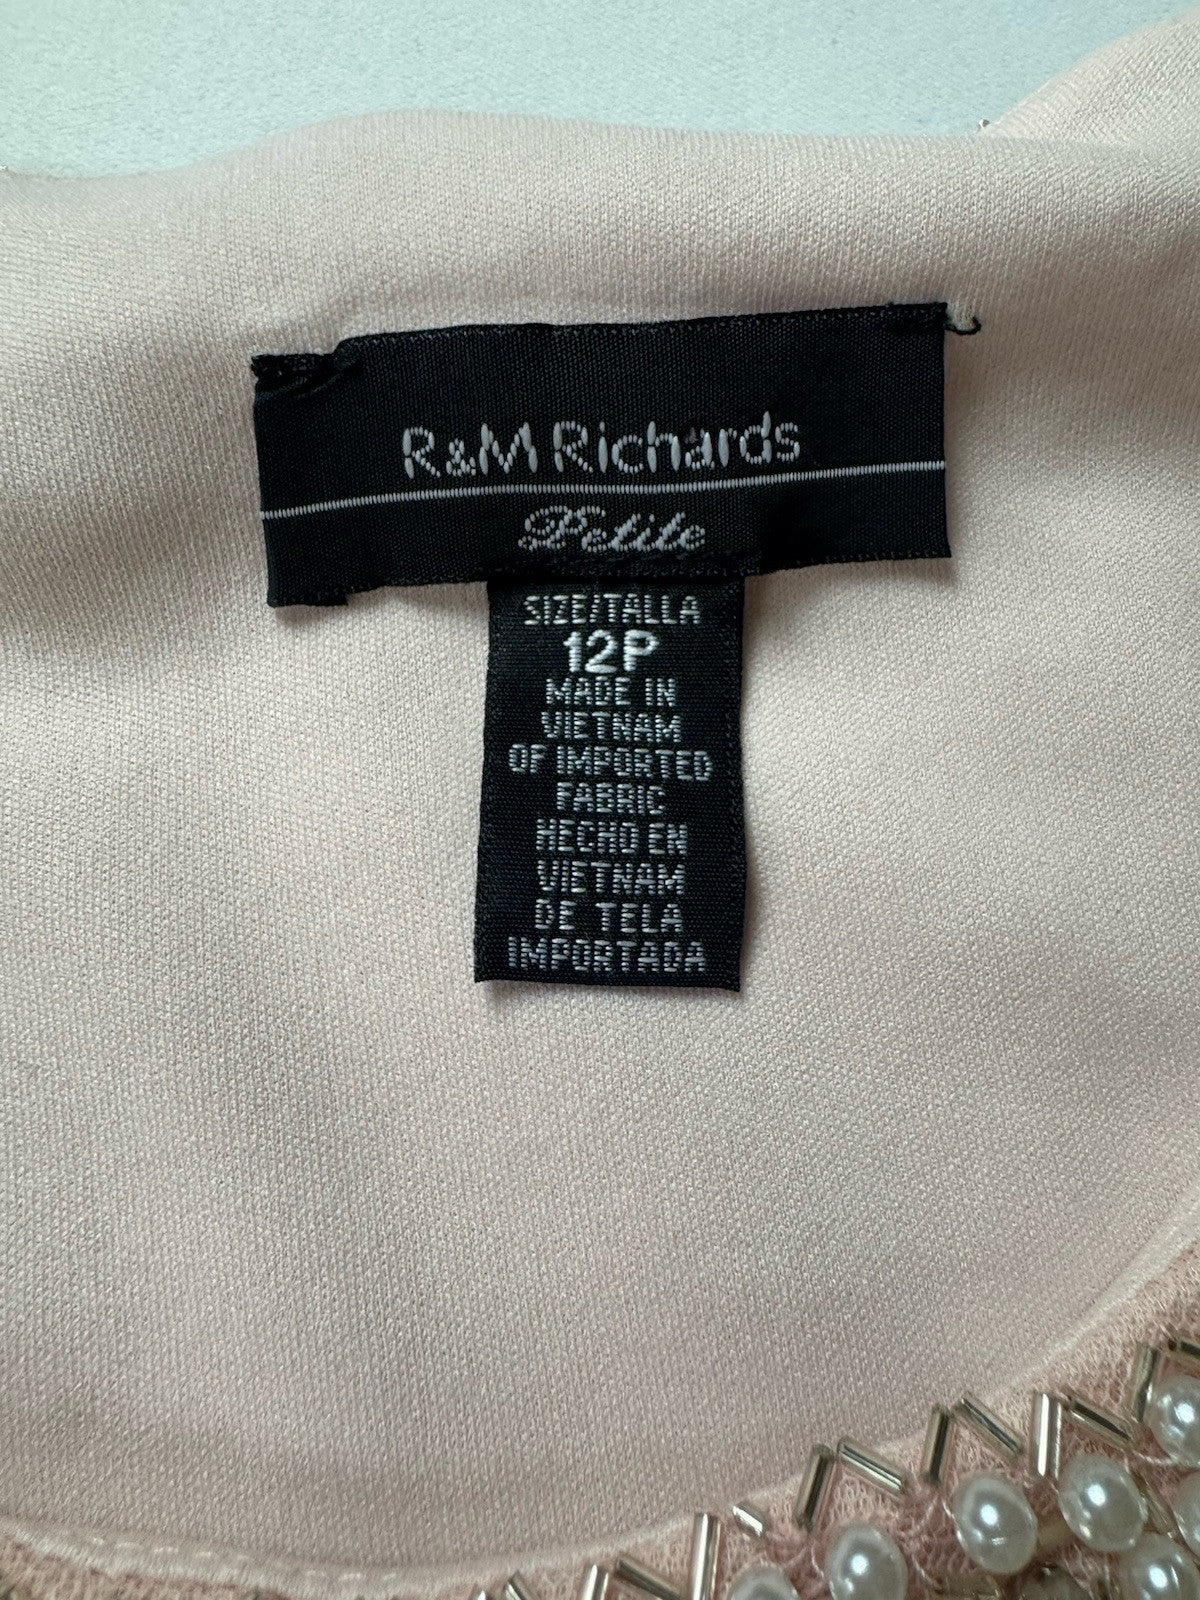 R&M Richards
Petite
SIZE/TALLA
12P
MADE IN
VIETNAM
OF IMPORTED
FABRIC
HECHO EN
VIETNAM
DE TELA
IMPORTADA